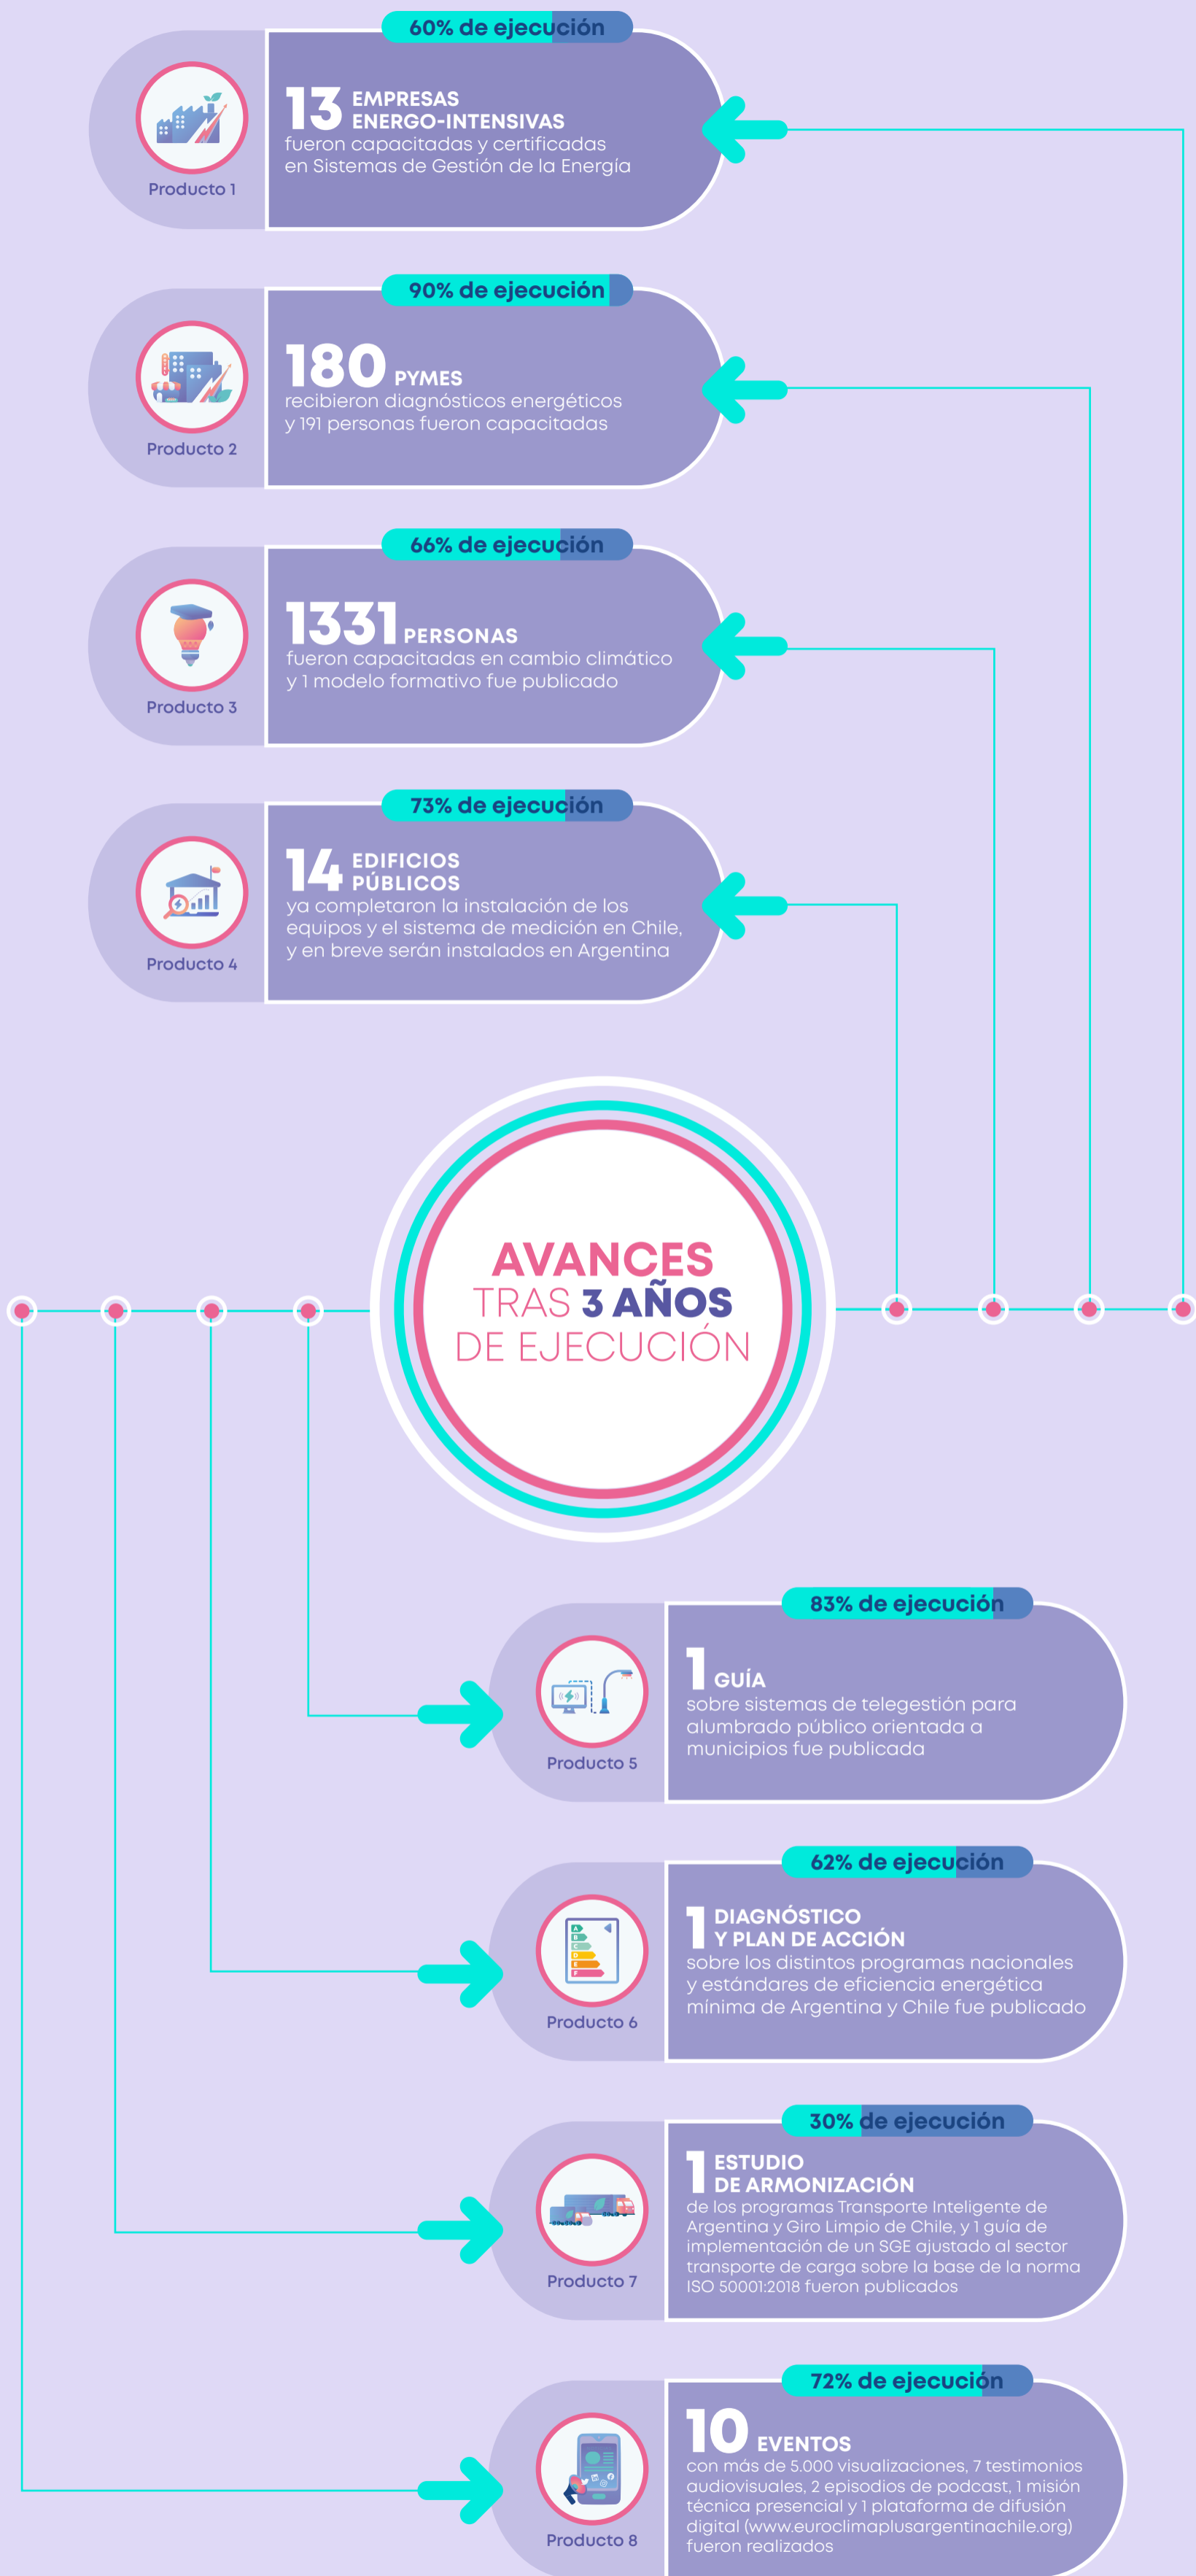 60% de ejecución
13 EMPRESAS
ENERGO-INTENSIVAS
fueron capacitadas y certificadas
en Sistemas de Gestión de la Energía
Producto 1
90% de ejecución
180 PYMES
recibieron diagnósticos energéticos
y 191 personas fueron capacitadas
Producto 2
66% de ejecución
1331 PERSONAS
fueron capacitadas en cambio climático
y 1 modelo formativo fue publicado
Producto 3
73% de ejecución
14 EDIFICIOS
PÚBLICOS
ya completaron la instalación de los
equipos y el sistema de medición en Chile,
y en breve serán instalados en Argentina
Producto 4
AVANCES
TRAS 3 AÑOS
DE EJECUCIÓN
83% de ejecución
1 GUÍA
sobre sistemas de telegestión para
alumbrado público orientada a
municipios fue publicada
Producto 5
62% de ejecución
1 DIAGNÓSTICO
Y PLAN DE ACCIÓN
sobre los distintos programas nacionales
y estándares de eficiencia energética
mínima de Argentina y Chile fue publicado
A
B
C
D
E
F
Producto 6
30% de ejecución
1 ESTUDIO
DE ARMONIZACIÓN
de los programas Transporte Inteligente de
Argentina y Giro Limpio de Chile, y 1 guía de
implementación de un SGE ajustado al sector
transporte de carga sobre la base de la norma
ISO 50001:2018 fueron publicados
Producto 7
72% de ejecución
10 EVENTOS
con más de 5.000 visualizaciones, 7 testimonios
audiovisuales, 2 episodios de podcast, 1 misión
técnica presencial y 1 plataforma de difusión
digital (www.euroclimaplusargentinachile.org)
fueron realizados
Producto 8